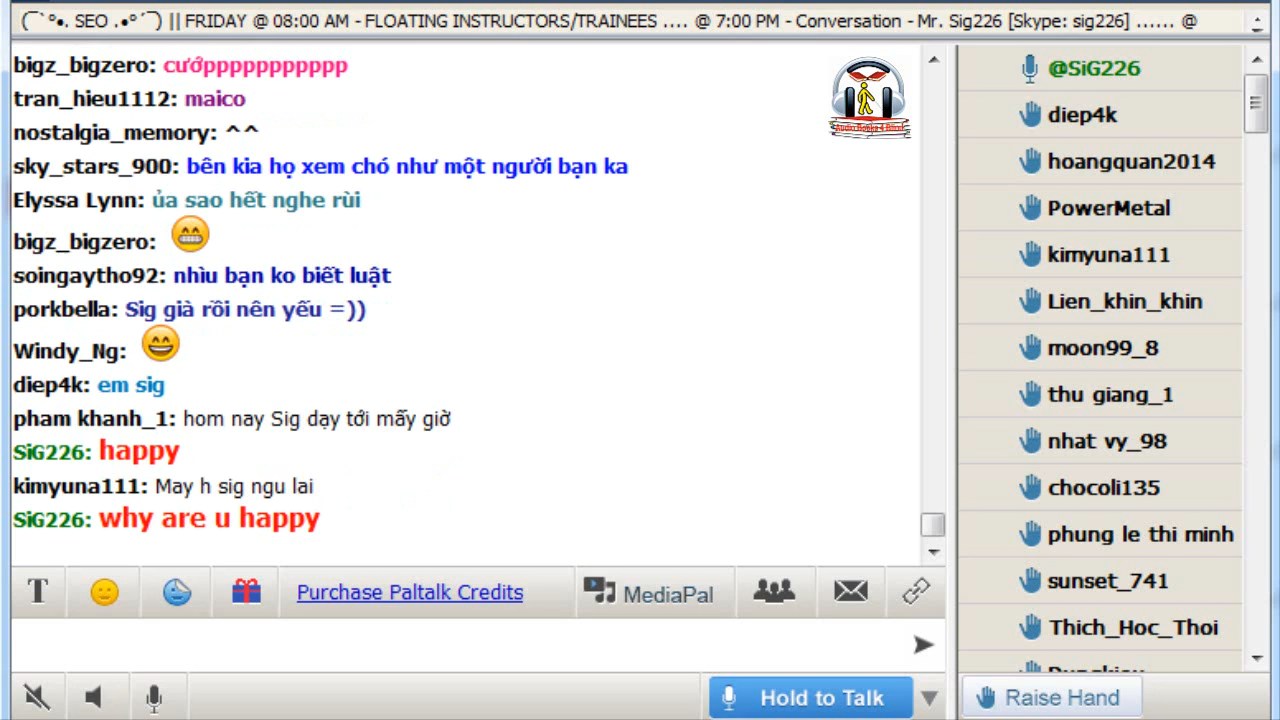 (¯`°•. SEO .•°´¯) || FRIDAY @ 08:00 AM - FLOATING INSTRUCTORS/TRAINEES .... @ 7:00 PM - Conversation - Mr. Sig226 [Skype: sig226] ...... @
bigz_bigzero: cướppppppppppp
tran_hieu1112: maico
nostalgia_memory: ^^
sky_stars_900: bên kia họ xem chó như một người bạn ka
Elyssa Lynn: ủa sao hết nghe rùi
bigz_bigzero:
soingaytho92: nhìu bạn ko biết luật
porkbella: Sig già rồi nên yếu =))
Windy_Ng:
diep4k: em sig
pham khanh_1: hom nay Sig dạy tới mấy giờ
SiG226: happy
kimyuna111: May h sig ngu lai
SiG226: why are u happy
Purchase Paltalk Credits
MediaPal
Hold to Talk
@SiG226
diep4k
hoangquan2014
PowerMetal
kimyuna111
Lien_khin_khin
moon99_8
thu giang_1
nhat vy_98
chocoli135
phung le thi minh
sunset_741
Thich_Hoc_Thoi
Raise Hand